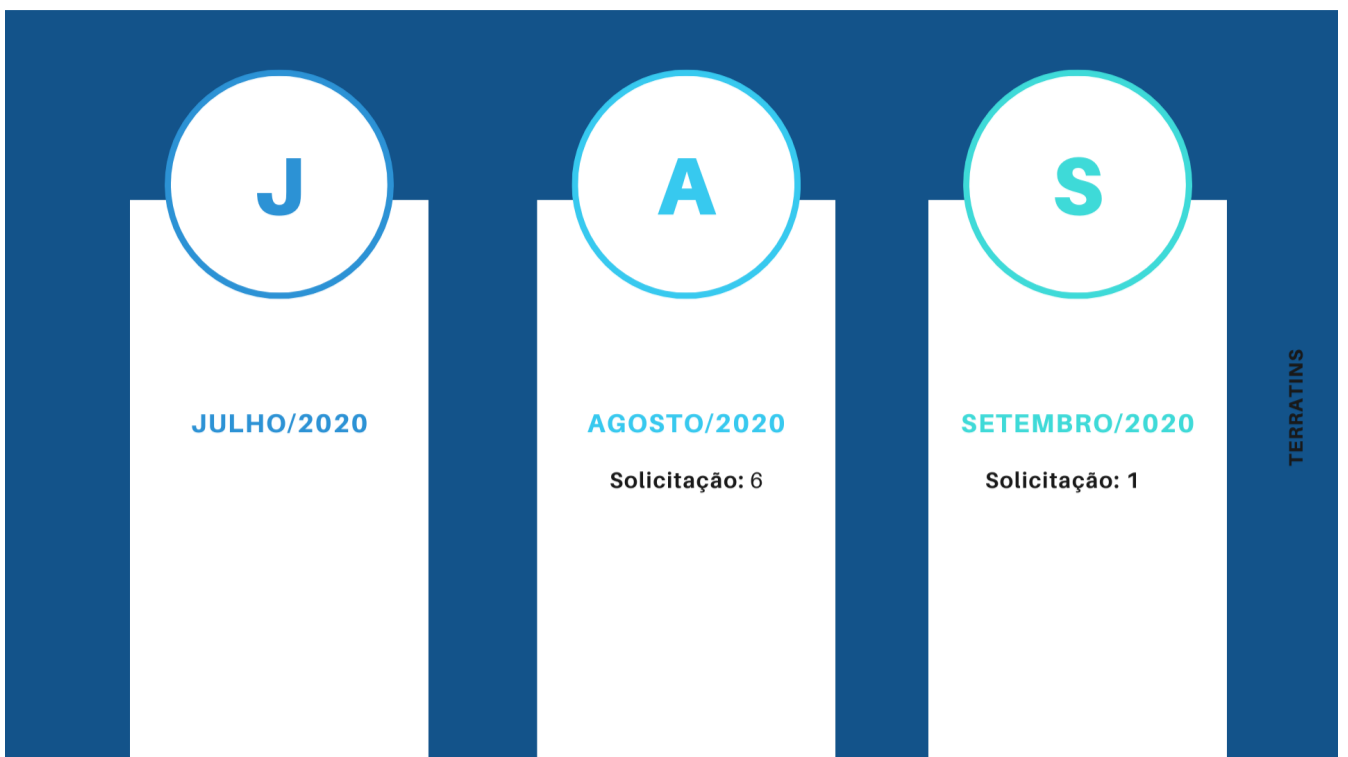 J
JULHO/2020
A
AGOSTO/2020
Solicitação: 6
S
SETEMBRO/2020
Solicitação: 1
TERRATINS